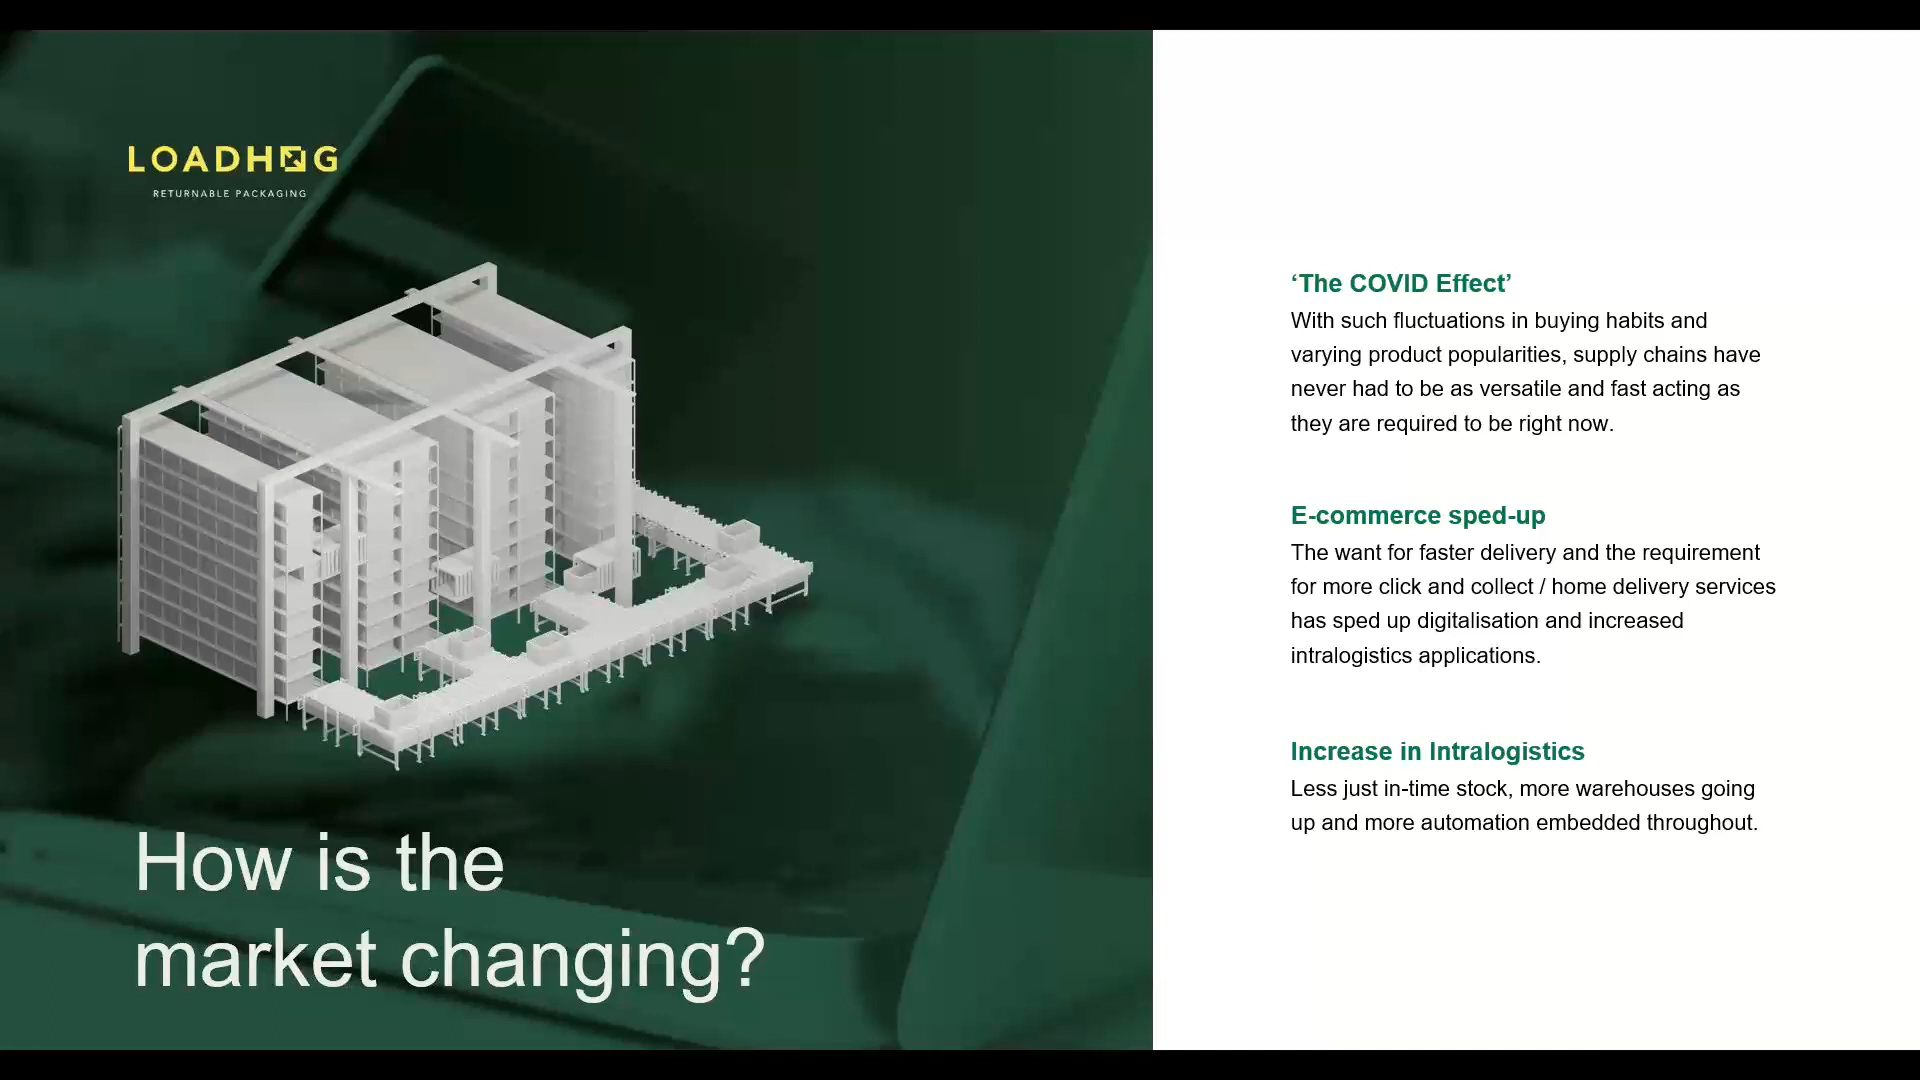 LOADHOG
RETURNABLE PACKAGING
How is the
market changing?
‘The COVID Effect’
With such fluctuations in buying habits and
varying product popularities, supply chains have
never had to be as versatile and fast acting as
they are required to be right now.
E-commerce sped-up
The want for faster delivery and the requirement
for more click and collect / home delivery services
has sped up digitalisation and increased
intralogistics applications.
Increase in Intralogistics
Less just in-time stock, more warehouses going
up and more automation embedded throughout.